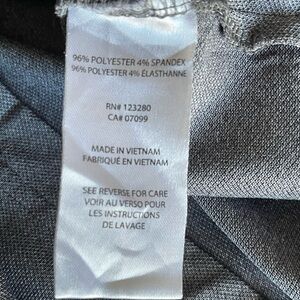 96% POLYESTER 4% SPANDEX
96% POLYESTER 4% ÉLASTHANNE
RN# 123280
CA# 07099
MADE IN VIETNAM
FABRIQUÉ EN VIETNAM
SEE REVERSE FOR CARE
VOIR AU VERSO POUR
LES INSTRUCTIONS
DE LAVAGE